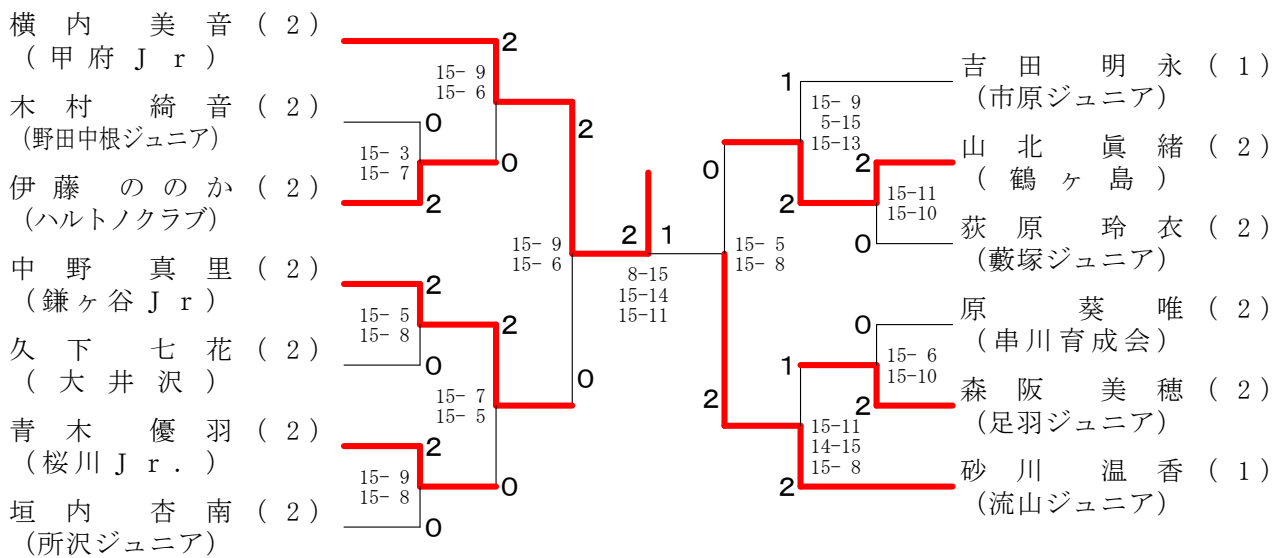 横内 美音 (2)
(甲府Jr)
木村 綺音 (2)
(野田中根ジュニア)
伊藤 ののか (2)
(ハルトノクラブ)
中野 真里 (2)
(鎌ヶ谷Jr)
久下 七花 (2)
(大井沢)
青木 優羽 (2)
(桜川Jr.)
垣内 杏南 (2)
(所沢ジュニア)
2
15- 9
15- 6
0
15- 3
15- 7
0
2
2
15- 9
15- 6
2
15- 5
15- 8
2
0
0
15- 7
15- 5
2
15- 9
15- 8
0
0
2 1
8-15
15-14
15-11
0
15- 5
15- 8
2
1
15- 9
5-15
15-13
2
2
15-11
15-10
0
0
1
15- 6
15-10
2
15-11
14-15
15- 8
2
吉田 明永 (1)
(市原ジュニア)
山北 眞緒 (2)
(鶴ヶ島)
荻原 玲衣 (2)
(藪塚ジュニア)
原 葵唯 (2)
(串川育成会)
森阪 美穂 (2)
(足羽ジュニア)
砂川 温香 (1)
(流山ジュニア)